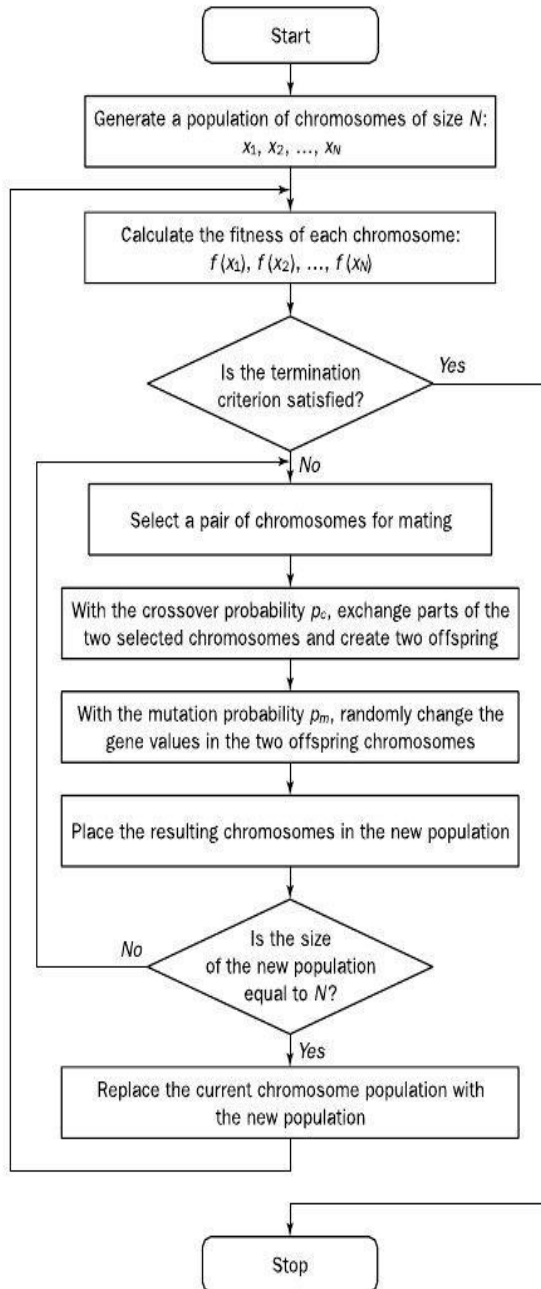 Start
Generate a population of chromosomes of size N:
x₁, x₂, ..., x_N
Calculate the fitness of each chromosome:
f (x₁), f (x₂), ..., f (x_N)
Yes
Is the termination
criterion satisfied?
No
Select a pair of chromosomes for mating
With the crossover probability p_c, exchange parts of the
two selected chromosomes and create two offspring
With the mutation probability p_m, randomly change the
gene values in the two offspring chromosomes
Place the resulting chromosomes in the new population
No
Is the size
of the new population
equal to N?
Yes
Replace the current chromosome population with
the new population
Stop